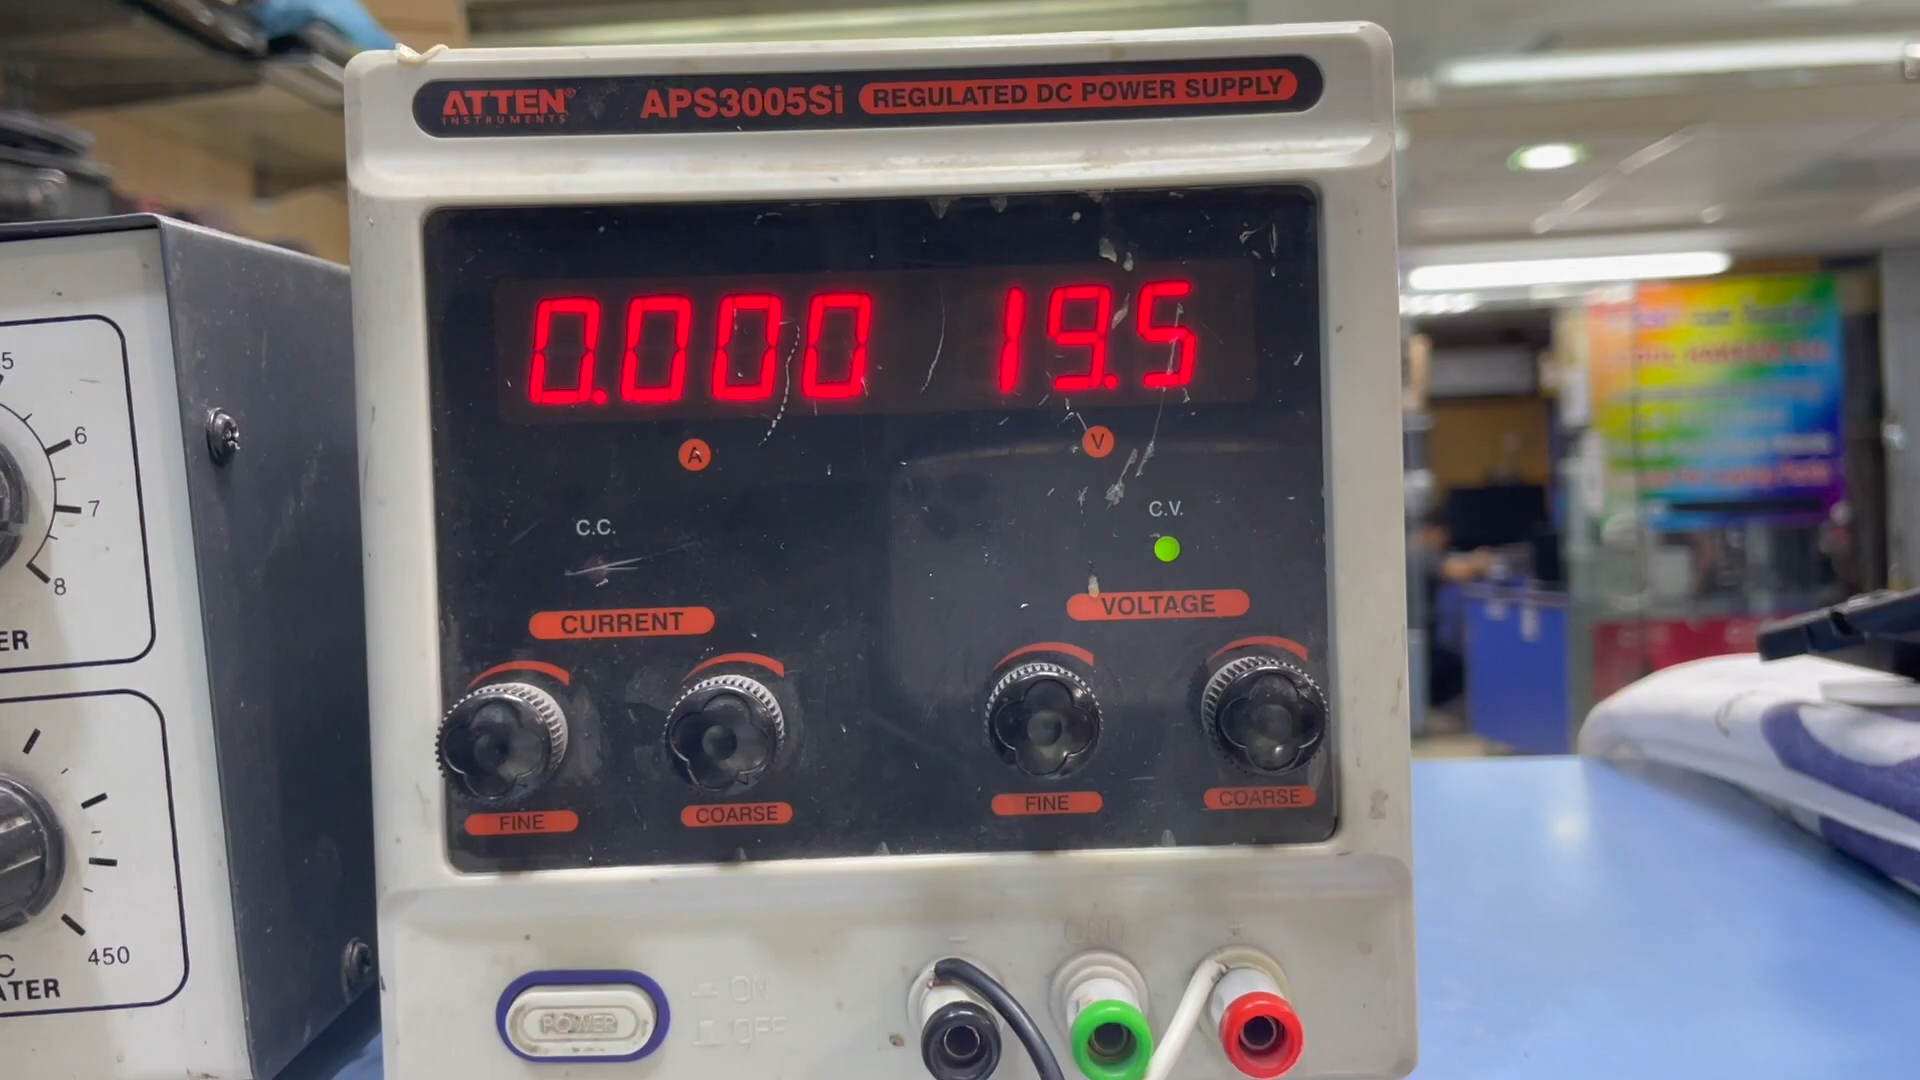 ATTEN®
INSTRUMENTS
APS3005Si
REGULATED DC POWER SUPPLY
0.000
19.5
A
V
C.C.
C.V.
CURRENT
VOLTAGE
FINE
COARSE
FINE
COARSE
POWER
ON
OFF
-
GND
+
5
6
7
8
ER
450
C
ATER